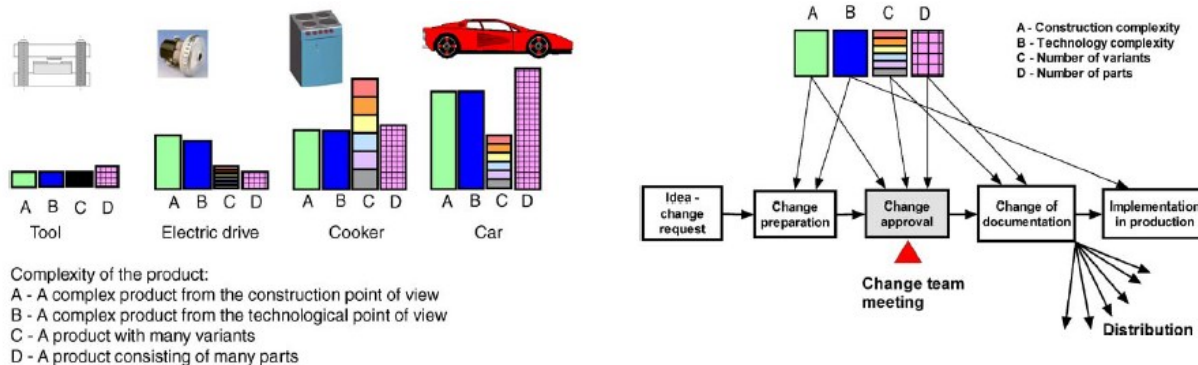 A B C D
Tool
A B C D
Electric drive
A B C D
Cooker
A B C D
Car
Complexity of the product:
A - A complex product from the construction point of view
B - A complex product from the technological point of view
C - A product with many variants
D - A product consisting of many parts
A B C D
A - Construction complexity
B - Technology complexity
C - Number of variants
D - Number of parts
Idea -
change
request
Change
preparation
Change
approval
Change of
documentation
Implementation
in production
Change team
meeting
Distribution